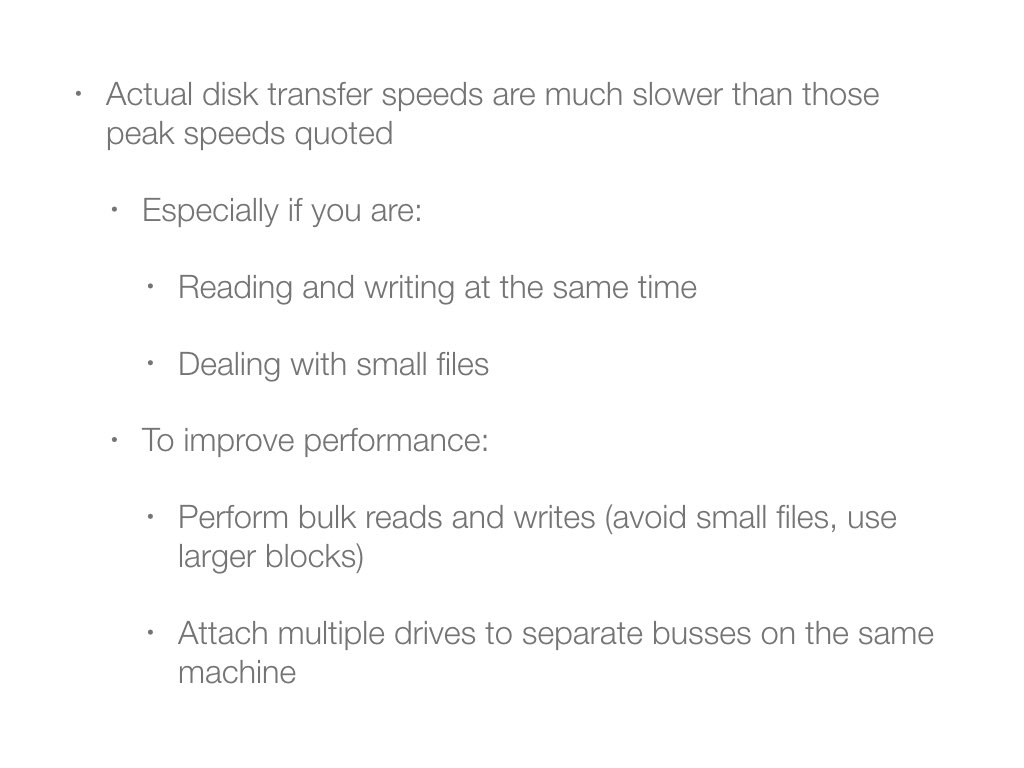 • Actual disk transfer speeds are much slower than those
peak speeds quoted
• Especially if you are:
• Reading and writing at the same time
• Dealing with small files
• To improve performance:
• Perform bulk reads and writes (avoid small files, use
larger blocks)
• Attach multiple drives to separate busses on the same
machine